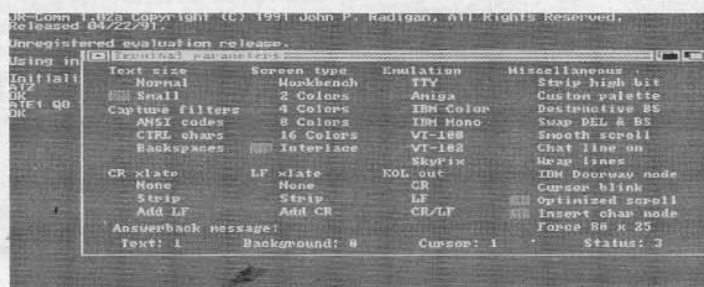 JR-Comm 1.02a Copyright (C) 1991 John P. Radigan, All Rights Reserved.
Released 04/22/91.
Unregistered evaluation release.
Using in
Terminal parameters
Initiali
ATZ
OK
ATE1 Q0
OK
Text size Screen type Emulation Miscellaneous
Normal Workbench TTY Strip high bit
Small 2 Colors Amiga Custom palette
Capture filters 4 Colors IBM Color Destructive BS
ANSI codes 8 Colors IBM Mono Swap DEL & BS
CTRL chars 16 Colors VT-100 Smooth scroll
Backspaces Interlace VT-102 Chat line on
SkyPix Wrap lines
CR xlate LF xlate EOL out IBM Doorway mode
None None CR Cursor blink
Strip Strip LF Optimized scroll
Add LF Add CR CR/LF Insert char mode
Answerback message: Force 80 x 25
Text: 1 Background: 0 Cursor: 1 Status: 3